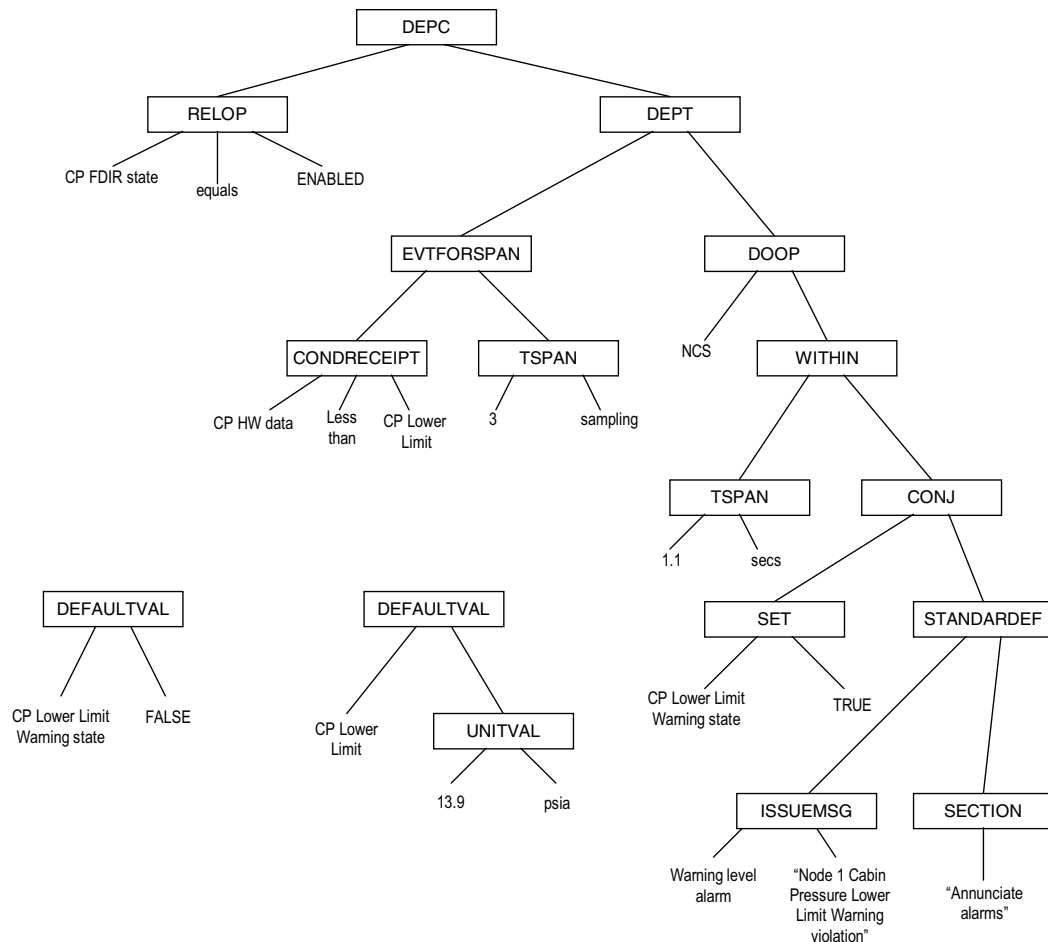 DEPC
RELOP
DEPT
CP FDIR state
equals
ENABLED
EVTFORSPAN
DOOP
CONDRECEIPT
TSPAN
NCS
WITHIN
CP HW data
Less
than
CP Lower
Limit
3
sampling
TSPAN
CONJ
1.1
secs
DEFAULTVAL
DEFAULTVAL
SET
STANDARDEF
CP Lower Limit
Warning state
FALSE
CP Lower
Limit
UNITVAL
CP Lower Limit
Warning state
TRUE
13.9
psia
ISSUEMSG
SECTION
Warning level
alarm
“Node 1 Cabin
Pressure Lower
Limit Warning
violation”
“Annunciate
alarms”